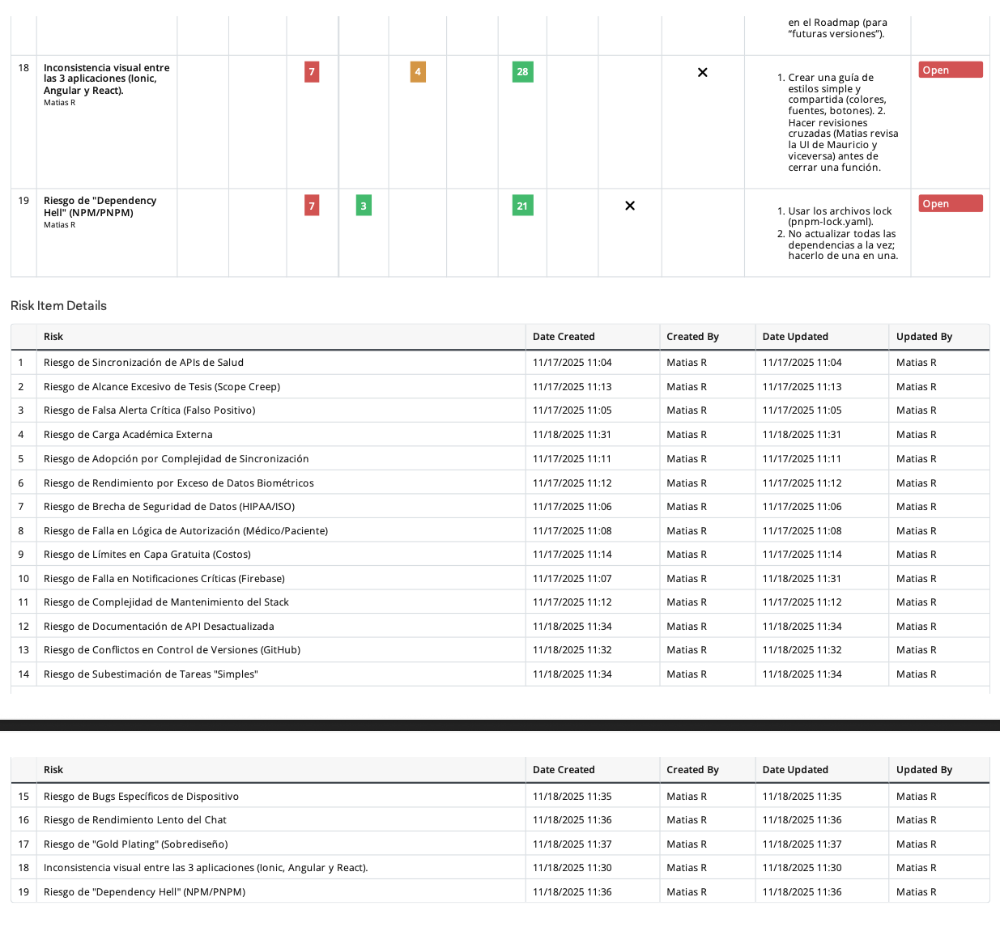 en el Roadmap (para
“futuras versiones”).
18 Inconsistencia visual entre
las 3 aplicaciones (Ionic,
Angular y React).
Matias R
7 4 28 ✕
1. Crear una guía de
estilos simple y
compartida (colores,
fuentes, botones). 2.
Hacer revisiones
cruzadas (Matias revisa
la UI de Mauricio y
viceversa) antes de
cerrar una función.
Open
19 Riesgo de "Dependency
Hell" (NPM/PNPM)
Matias R
7 3 21 ✕
1. Usar los archivos lock
(pnpm-lock.yaml).
2. No actualizar todas las
dependencias a la vez;
hacerlo de una en una.
Open
Risk Item Details
Risk Date Created Created By Date Updated Updated By
1 Riesgo de Sincronización de APIs de Salud 11/17/2025 11:04 Matias R 11/17/2025 11:04 Matias R
2 Riesgo de Alcance Excesivo de Tesis (Scope Creep) 11/17/2025 11:13 Matias R 11/17/2025 11:13 Matias R
3 Riesgo de Falsa Alerta Crítica (Falso Positivo) 11/17/2025 11:05 Matias R 11/17/2025 11:05 Matias R
4 Riesgo de Carga Académica Externa 11/18/2025 11:31 Matias R 11/18/2025 11:31 Matias R
5 Riesgo de Adopción por Complejidad de Sincronización 11/17/2025 11:11 Matias R 11/17/2025 11:11 Matias R
6 Riesgo de Rendimiento por Exceso de Datos Biométricos 11/17/2025 11:12 Matias R 11/17/2025 11:12 Matias R
7 Riesgo de Brecha de Seguridad de Datos (HIPAA/ISO) 11/17/2025 11:06 Matias R 11/17/2025 11:06 Matias R
8 Riesgo de Falla en Lógica de Autorización (Médico/Paciente) 11/17/2025 11:08 Matias R 11/17/2025 11:08 Matias R
9 Riesgo de Límites en Capa Gratuita (Costos) 11/17/2025 11:14 Matias R 11/17/2025 11:14 Matias R
10 Riesgo de Falla en Notificaciones Críticas (Firebase) 11/17/2025 11:07 Matias R 11/18/2025 11:31 Matias R
11 Riesgo de Complejidad de Mantenimiento del Stack 11/17/2025 11:12 Matias R 11/17/2025 11:12 Matias R
12 Riesgo de Documentación de API Desactualizada 11/18/2025 11:34 Matias R 11/18/2025 11:34 Matias R
13 Riesgo de Conflictos en Control de Versiones (GitHub) 11/18/2025 11:32 Matias R 11/18/2025 11:32 Matias R
14 Riesgo de Subestimación de Tareas "Simples" 11/18/2025 11:34 Matias R 11/18/2025 11:34 Matias R
Risk Date Created Created By Date Updated Updated By
15 Riesgo de Bugs Específicos de Dispositivo 11/18/2025 11:35 Matias R 11/18/2025 11:35 Matias R
16 Riesgo de Rendimiento Lento del Chat 11/18/2025 11:36 Matias R 11/18/2025 11:36 Matias R
17 Riesgo de "Gold Plating" (Sobrediseño) 11/18/2025 11:37 Matias R 11/18/2025 11:37 Matias R
18 Inconsistencia visual entre las 3 aplicaciones (Ionic, Angular y React). 11/18/2025 11:30 Matias R 11/18/2025 11:30 Matias R
19 Riesgo de "Dependency Hell" (NPM/PNPM) 11/18/2025 11:36 Matias R 11/18/2025 11:36 Matias R